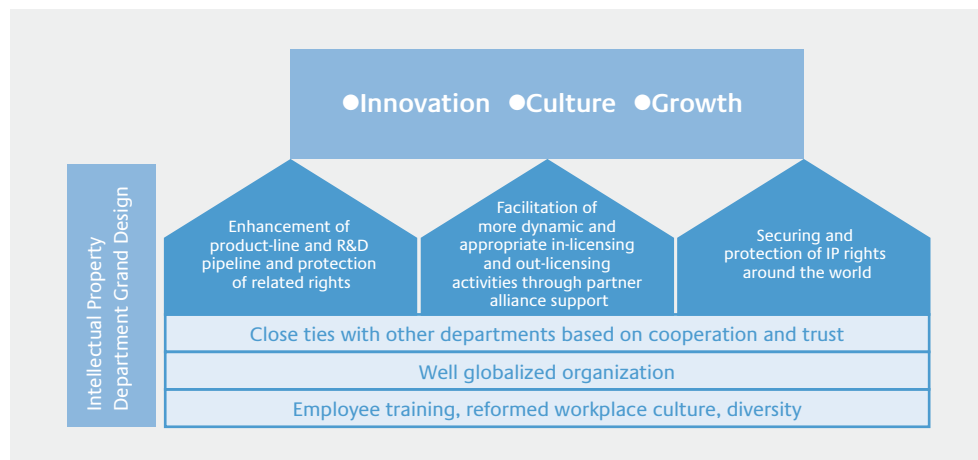 ●Innovation ●Culture ●Growth
Intellectual Property
Department Grand Design
Enhancement of
product-line and R&D
pipeline and protection
of related rights
Facilitation of
more dynamic and
appropriate in-licensing
and out-licensing
activities through partner
alliance support
Securing and
protection of IP rights
around the world
Close ties with other departments based on cooperation and trust
Well globalized organization
Employee training, reformed workplace culture, diversity